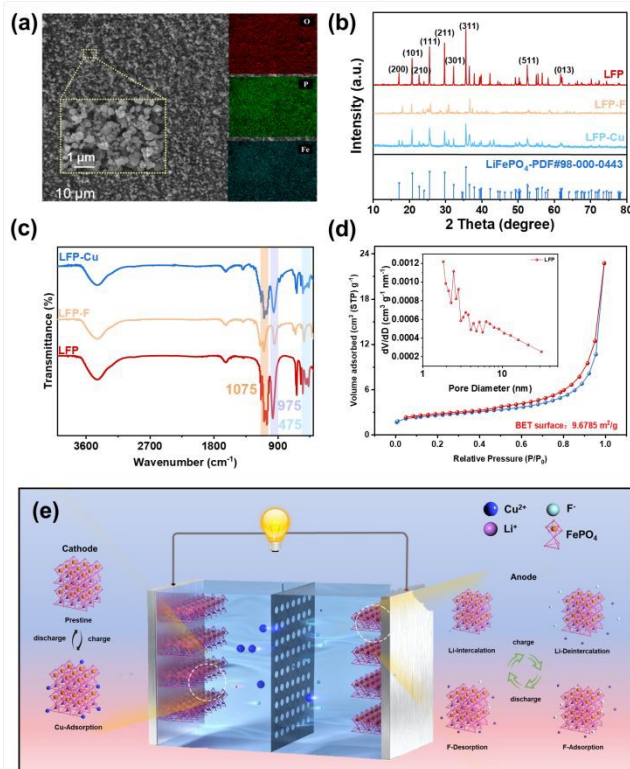 (a)
O
P
Fe
1 μm
10 μm
(b)
Intensity (a.u.)
(200)
(101)
(210)
(111)
(211)
(301)
(311)
(511)
(013)
LFP
LFP-F
LFP-Cu
LiFePO4-PDF#98-000-0443
10 20 30 40 50 60 70 80
2 Theta (degree)
(c)
Transmittance (%)
LFP-Cu
LFP-F
LFP
1075
975
475
3600 2700 1800 900
Wavenumber (cm-1)
(d)
Volume adsorbed (cm3 (STP) g-1)
24
18
12
6
0
dV/dD (cm3 g-1 nm-1)
0.0012
0.0010
0.0008
0.0006
0.0004
LFP
1 10
Pore Diameter (nm)
BET surface: 9.6785 m2/g
0.0 0.2 0.4 0.6 0.8 1.0
Relative Pressure (P/P0)
(e)
Cu2+
F-
Li+
FePO4
Cathode
Prestine
discharge
charge
Cu-Adsorption
Anode
Li-Intercalation
Li-Deintercalation
charge
discharge
F-Desorption
F-Adsorption